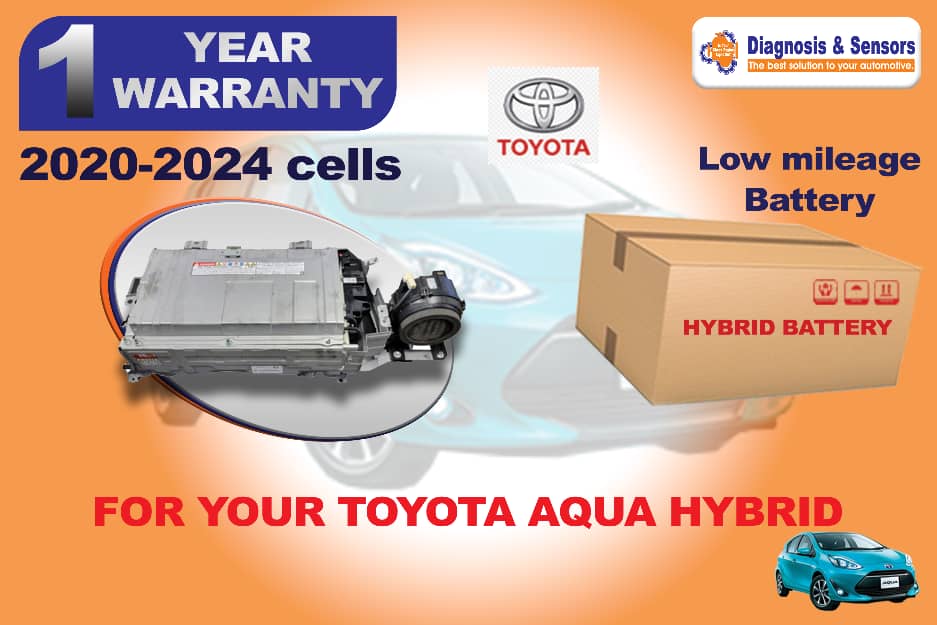 1 YEAR
WARRANTY
2020-2024 cells
TOYOTA
Diagnosis & Sensors
The best solution to your automotive.
Low mileage
Battery
HYBRID BATTERY
FOR YOUR TOYOTA AQUA HYBRID
AQUA